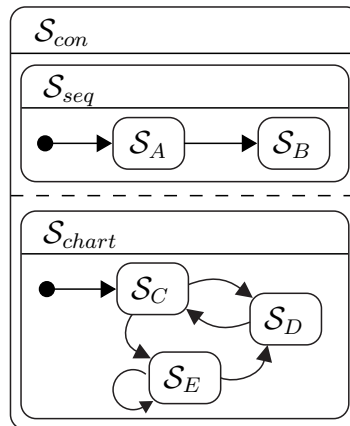 S_con
S_seq
S_A S_B
S_chart
S_C
S_D
S_E